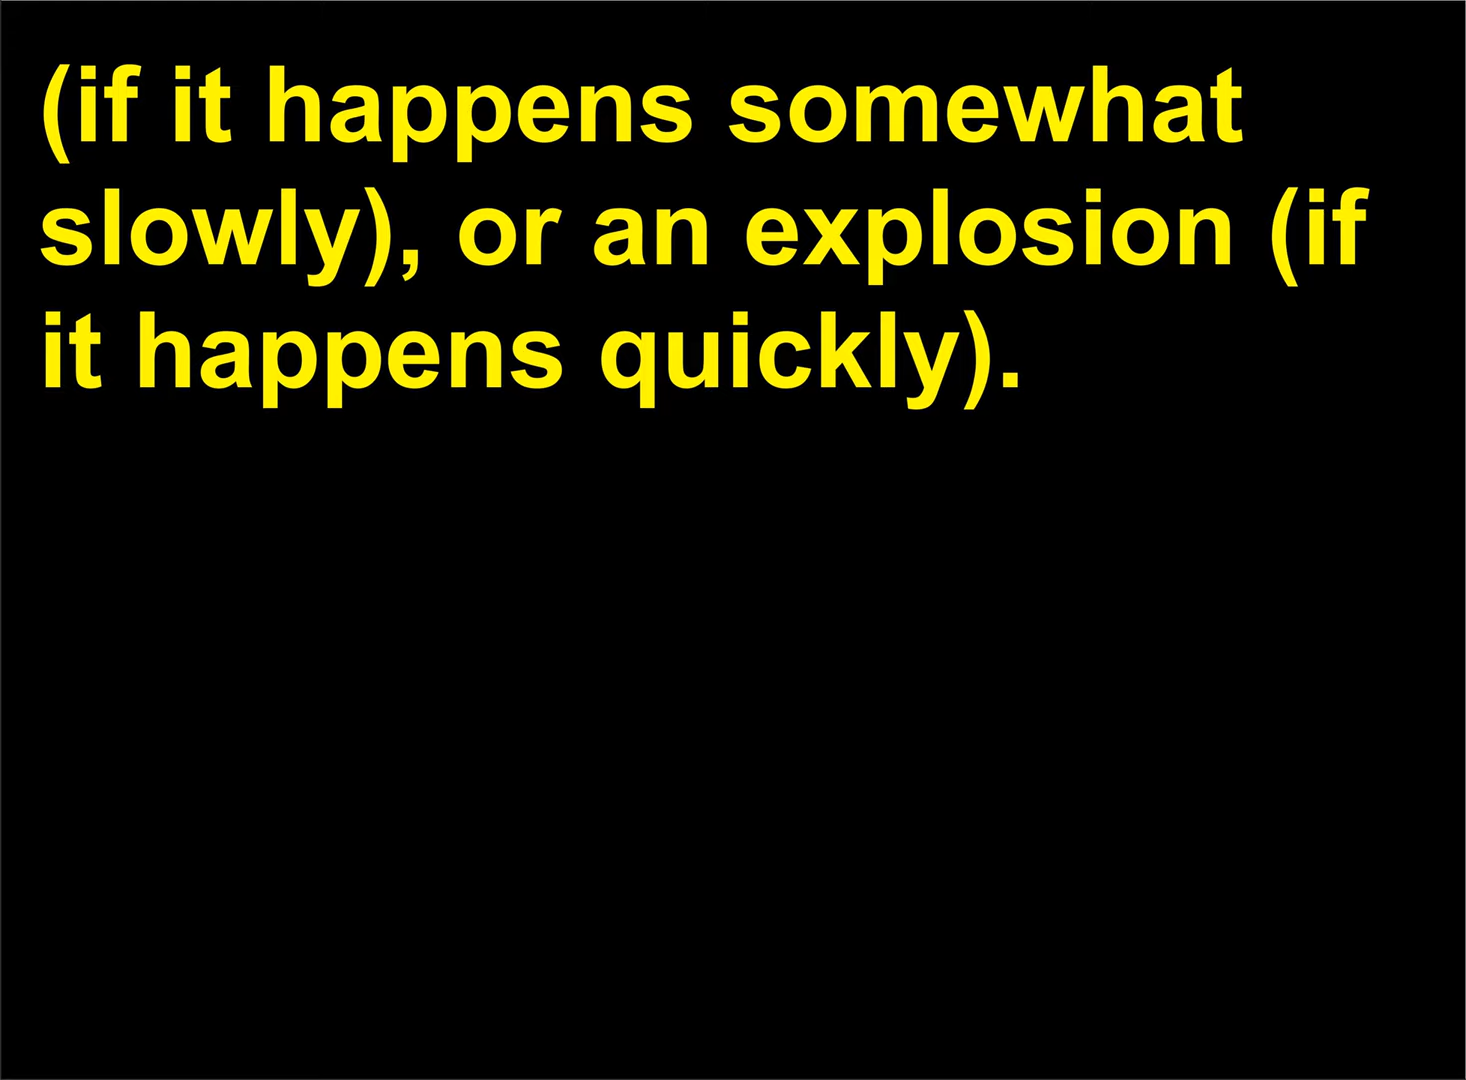 (if it happens somewhat
slowly), or an explosion (if
it happens quickly).